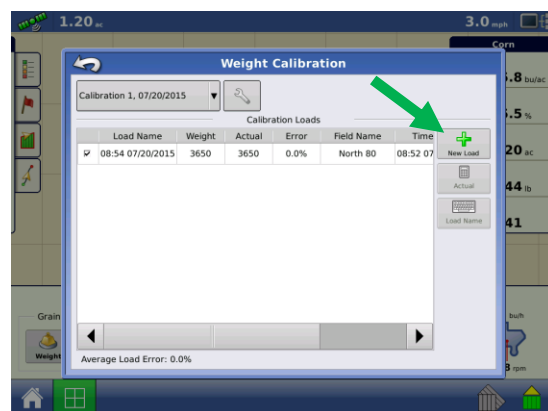 1.20 ac
3.0 mph
Corn
Weight Calibration
.8 bu/ac
Calibration 1, 07/20/2015
.5 %
Calibration Loads
Load Name Weight Actual Error Field Name Time
New Load
08:54 07/20/2015 3650 3650 0.0% North 80 08:52 07
20 ac
Actual
44 lb
Load Name
41
Grain
bu/h
Weight
Average Load Error: 0.0%
rpm